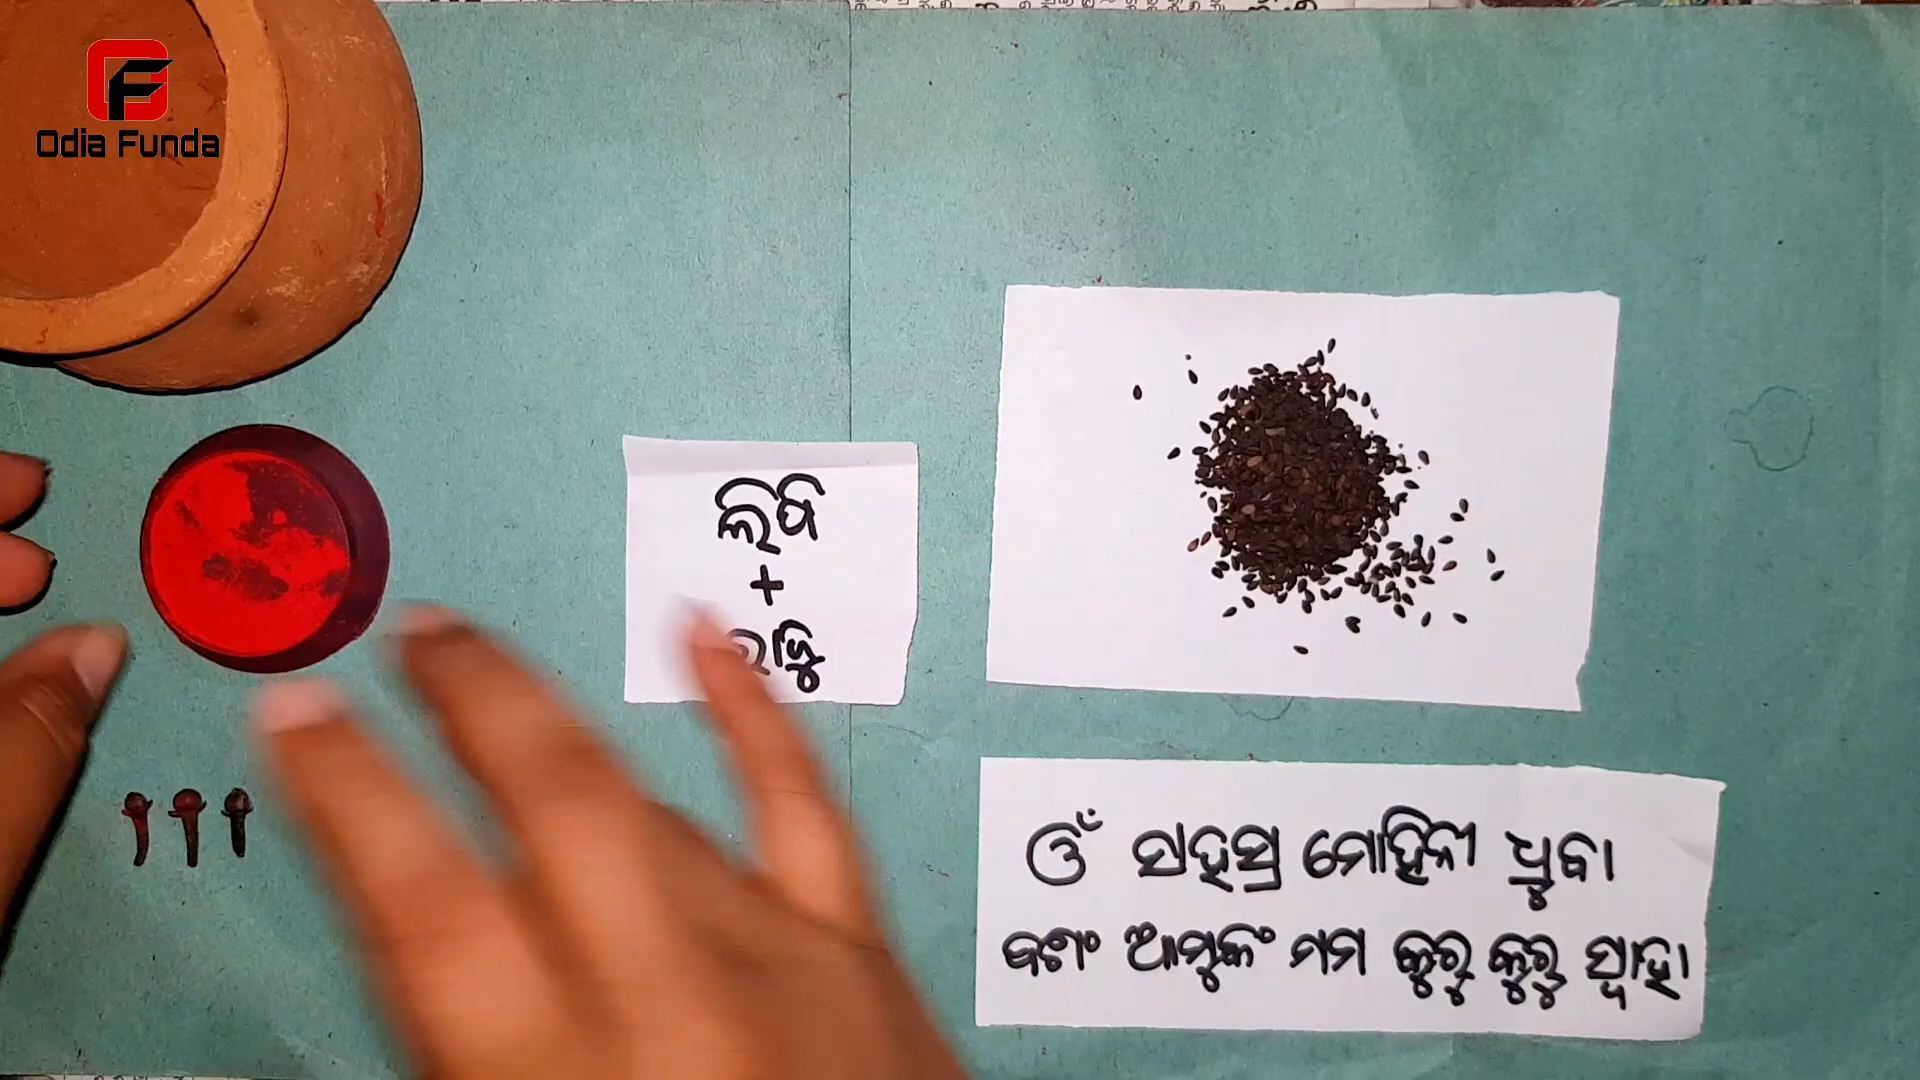 Odia Funda
ଲିପି
+
ଓଁ ସହସ୍ର ମୋହିନୀ ଧ୍ରୁବା
ବଶଂ ଆମୁକଂ ମମ କୁରୁ କୁରୁ ସ୍ୱାହା